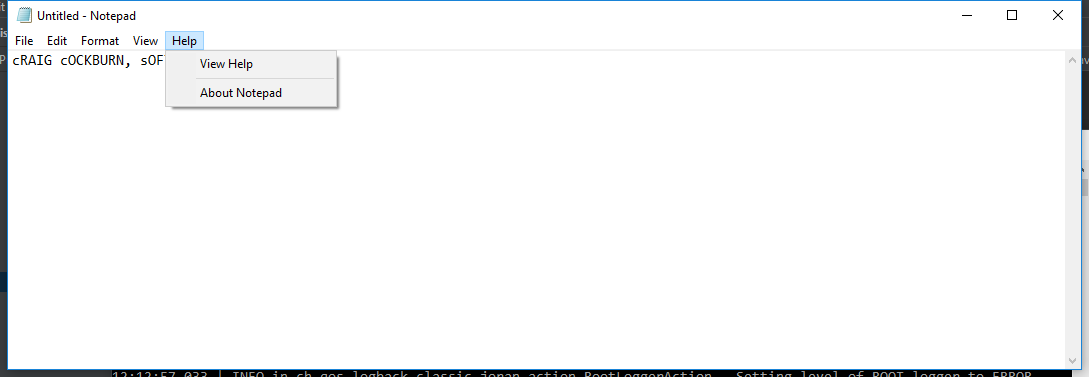 Untitled - Notepad
File Edit Format View Help
cRAIG cOCKBURN, sOF
View Help
About Notepad
12:12:57.033 | INFO in ch.qos.logback.classic.joran.action.RootLoggerAction - Setting level of ROOT logger to ERROR